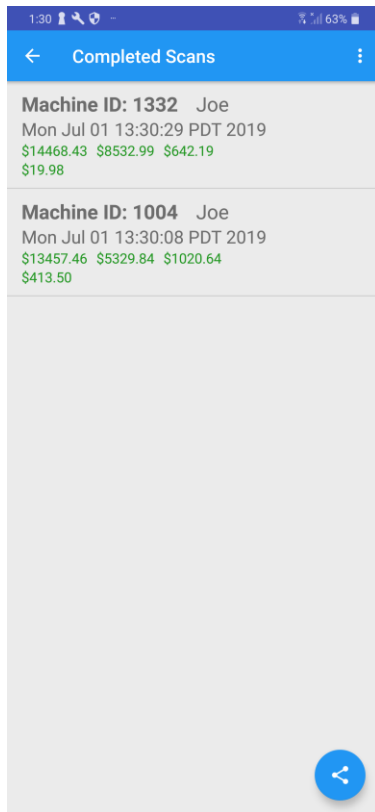 1:30 63%
Completed Scans
Machine ID: 1332 Joe
Mon Jul 01 13:30:29 PDT 2019
$14468.43 $8532.99 $642.19
$19.98
Machine ID: 1004 Joe
Mon Jul 01 13:30:08 PDT 2019
$13457.46 $5329.84 $1020.64
$413.50